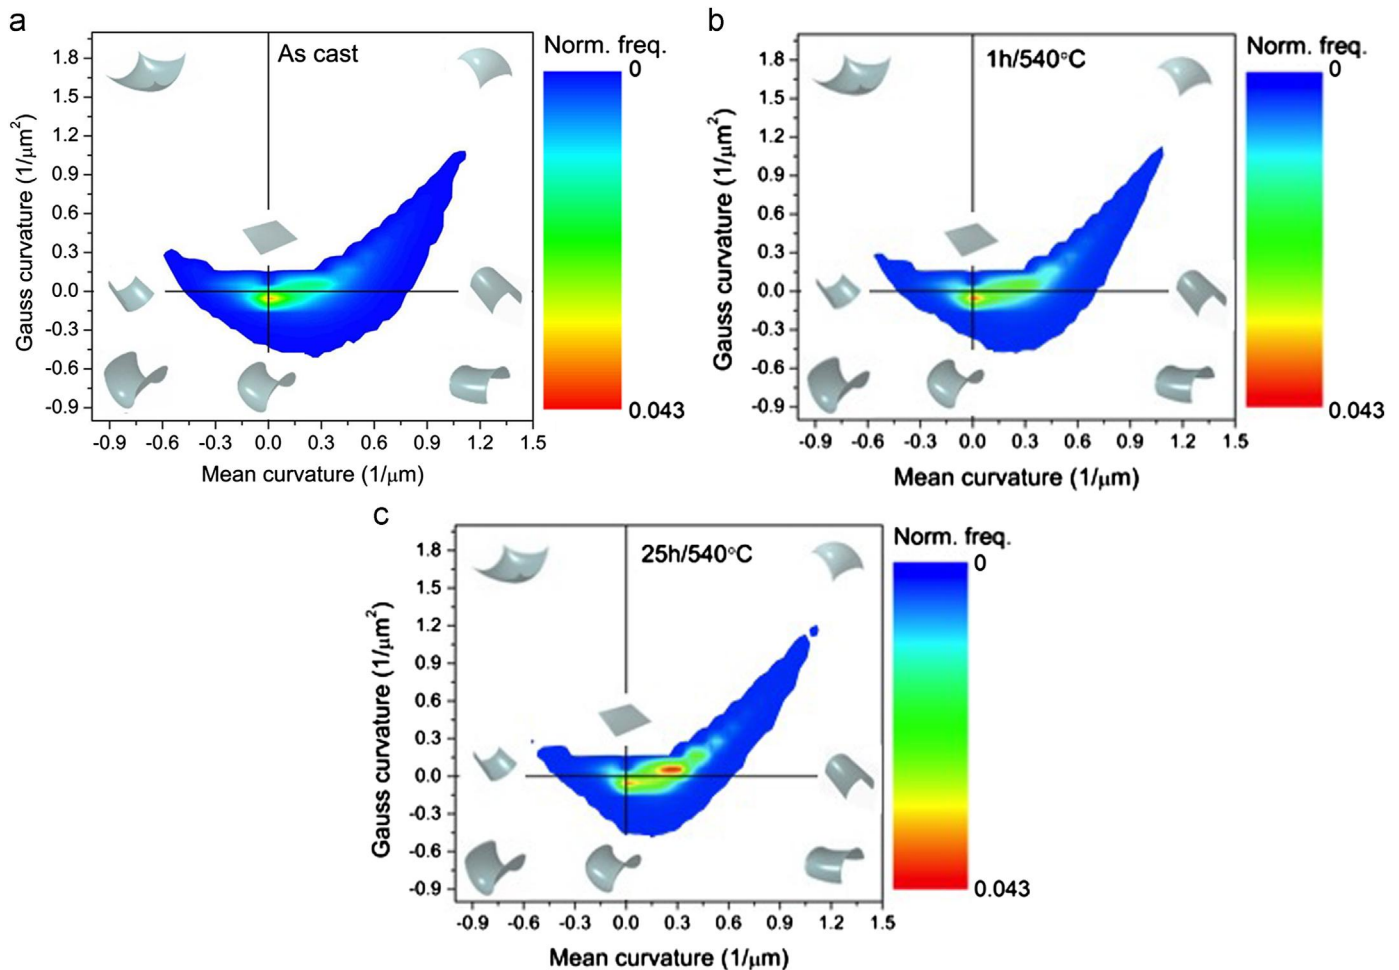 a
As cast
Norm. freq.
0
0.043
1.8
1.5
1.2
0.9
0.6
0.3
0.0
-0.3
-0.6
-0.9
Gauss curvature (1/μm²)
-0.9 -0.6 -0.3 0.0 0.3 0.6 0.9 1.2 1.5
Mean curvature (1/μm)
b
1h/540°C
Norm. freq.
0
0.043
1.8
1.5
1.2
0.9
0.6
0.3
0.0
-0.3
-0.6
-0.9
Gauss curvature (1/μm²)
-0.9 -0.6 -0.3 0.0 0.3 0.6 0.9 1.2 1.5
Mean curvature (1/μm)
c
25h/540°C
Norm. freq.
0
0.043
1.8
1.5
1.2
0.9
0.6
0.3
0.0
-0.3
-0.6
-0.9
Gauss curvature (1/μm²)
-0.9 -0.6 -0.3 0.0 0.3 0.6 0.9 1.2 1.5
Mean curvature (1/μm)